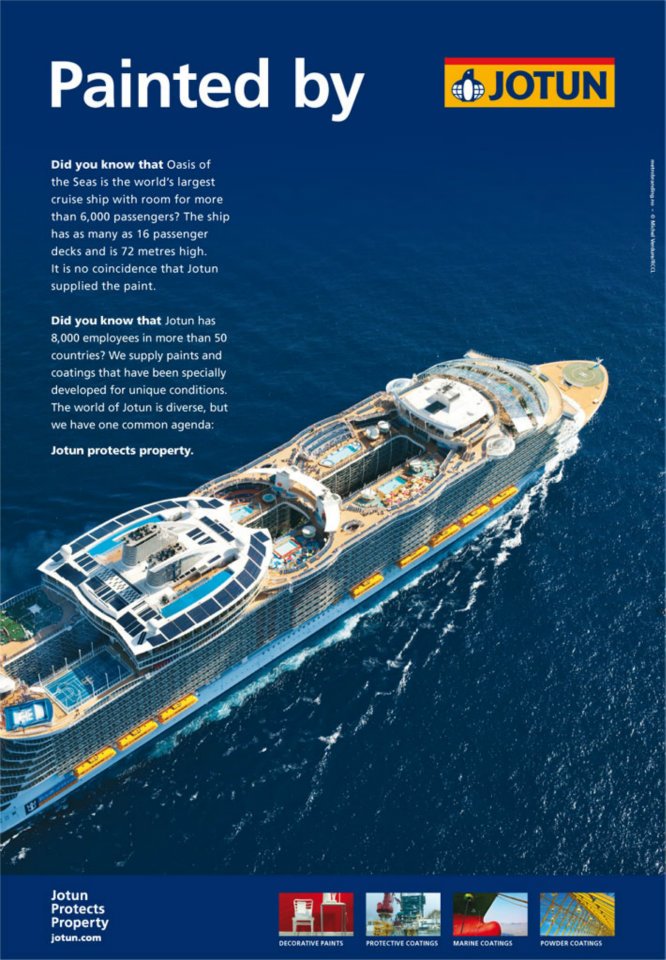 Painted by
JOTUN
Did you know that Oasis of
the Seas is the world's largest
cruise ship with room for more
than 6,000 passengers? The ship
has as many as 16 passenger
decks and is 72 metres high.
It is no coincidence that Jotun
supplied the paint.
Did you know that Jotun has
8,000 employees in more than 50
countries? We supply paints and
coatings that have been specially
developed for unique conditions.
The world of Jotun is diverse, but
we have one common agenda:
Jotun protects property.
Jotun
Protects
Property
jotun.com
DECORATIVE PAINTS
PROTECTIVE COATINGS
MARINE COATINGS
POWDER COATINGS